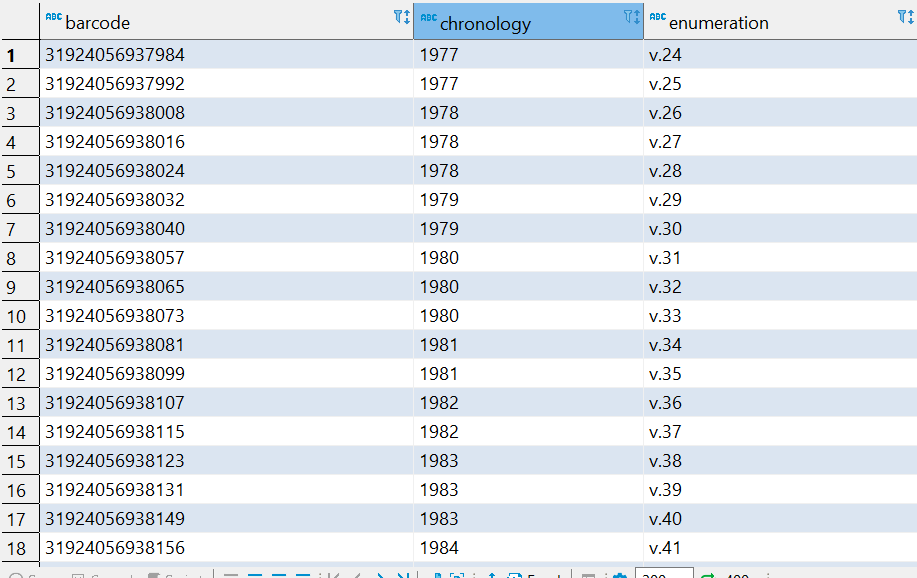 ABC barcode ABC chronology ABC enumeration
1 31924056937984 1977 v.24
2 31924056937992 1977 v.25
3 31924056938008 1978 v.26
4 31924056938016 1978 v.27
5 31924056938024 1978 v.28
6 31924056938032 1979 v.29
7 31924056938040 1979 v.30
8 31924056938057 1980 v.31
9 31924056938065 1980 v.32
10 31924056938073 1980 v.33
11 31924056938081 1981 v.34
12 31924056938099 1981 v.35
13 31924056938107 1982 v.36
14 31924056938115 1982 v.37
15 31924056938123 1983 v.38
16 31924056938131 1983 v.39
17 31924056938149 1983 v.40
18 31924056938156 1984 v.41